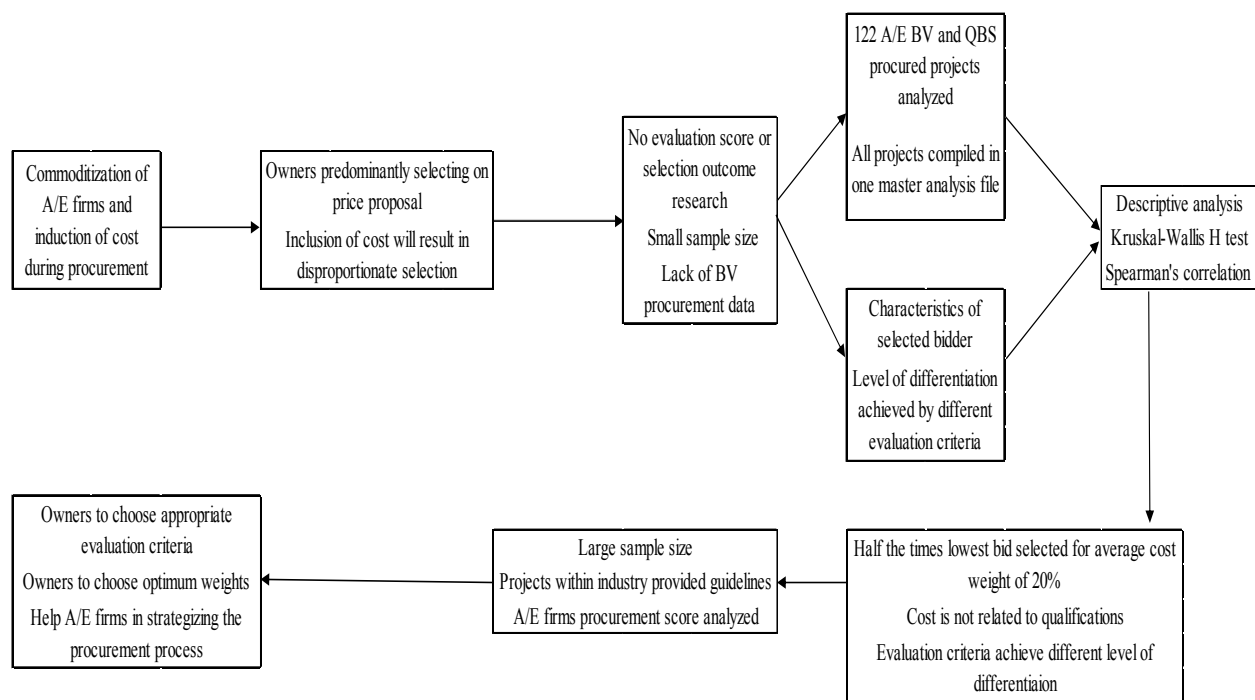 Commoditization of
A/E firms and
induction of cost
during procurement
Owners predominantly selecting on
price proposal
Inclusion of cost will result in
disproportionate selection
No evaluation score or
selection outcome
research
Small sample size
Lack of BV
procurement data
122 A/E BV and QBS
procured projects
analyzed
All projects compiled in
one master analysis file
Characteristics of
selected bidder
Level of differentiation
achieved by different
evaluation criteria
Descriptive analysis
Kruskal-Wallis H test
Spearman's correlation
Half the times lowest bid selected for average cost
weight of 20%
Cost is not related to qualifications
Evaluation criteria achieve different level of
differentiaion
Large sample size
Projects within industry provided guidelines
A/E firms procurement score analyzed
Owners to choose appropriate
evaluation criteria
Owners to choose optimum weights
Help A/E firms in strategizing the
procurement process